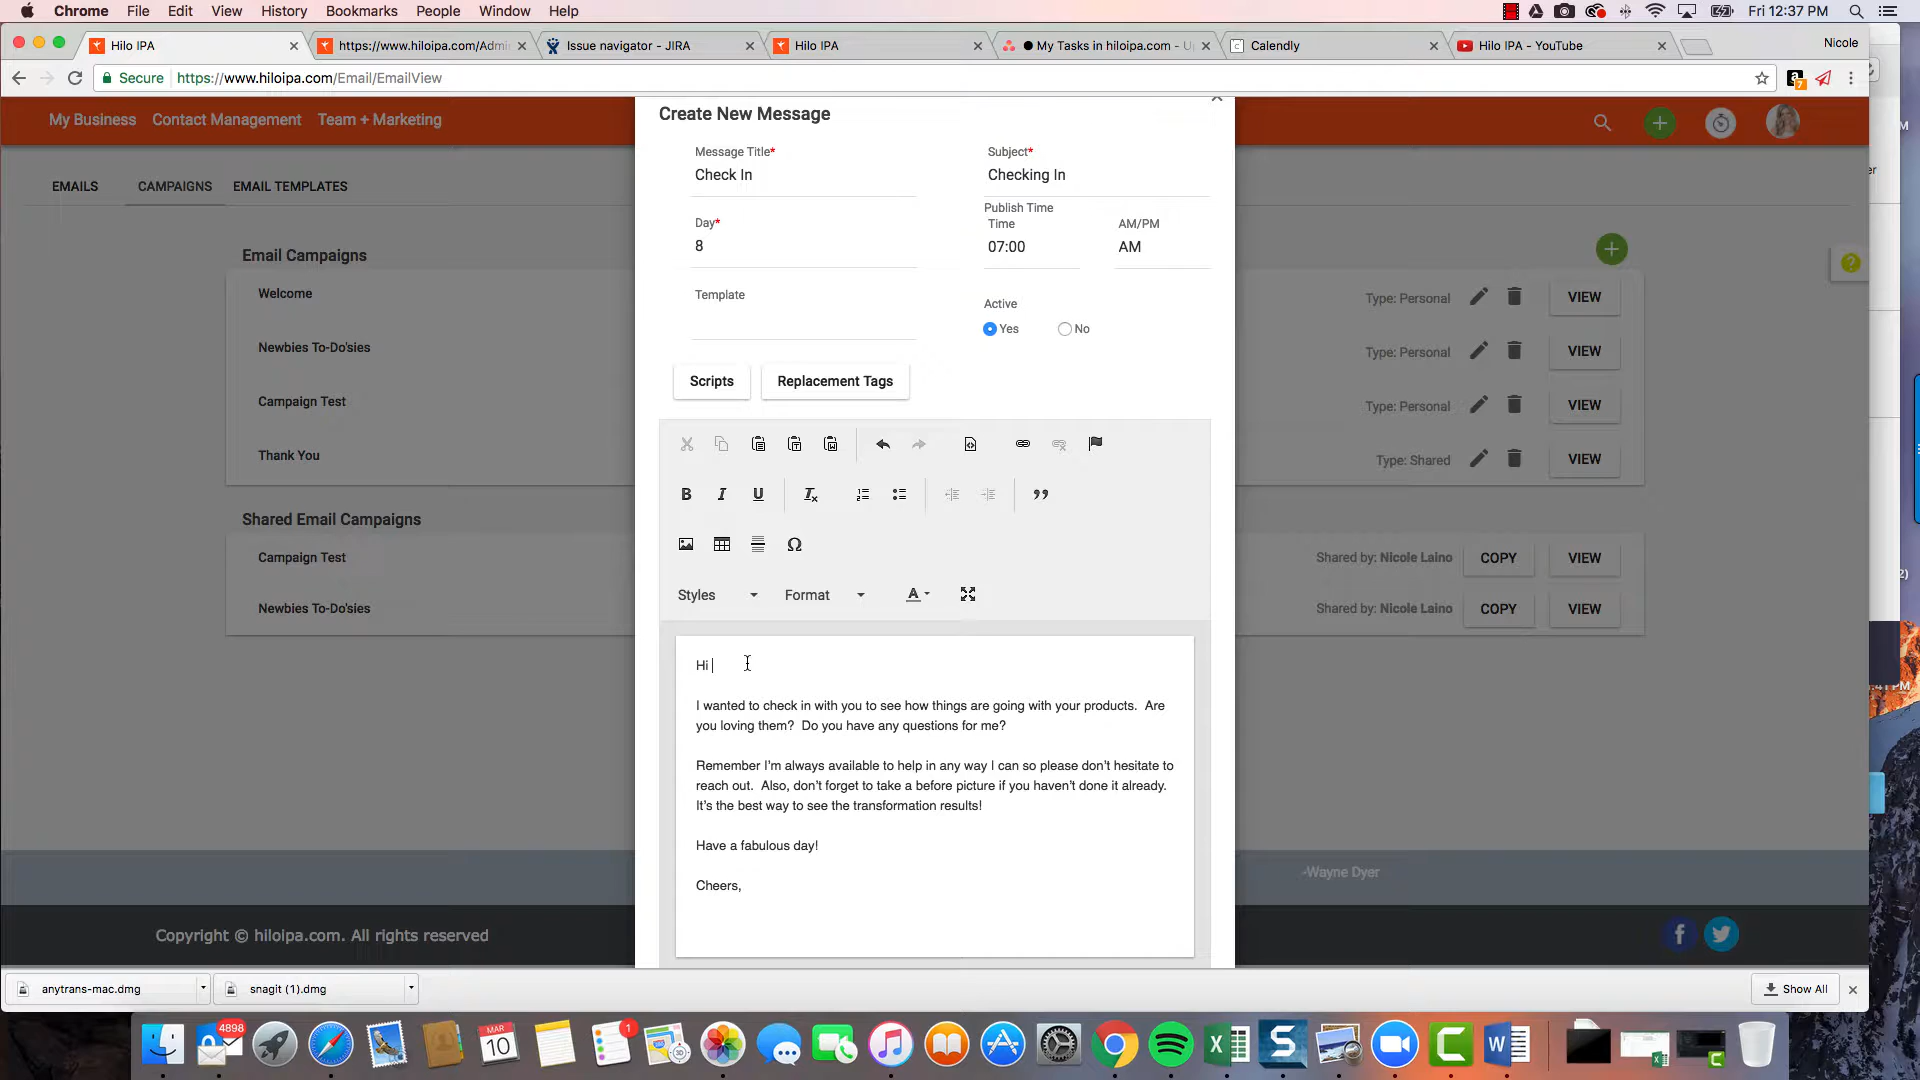 Chrome File Edit View History Bookmarks People Window Help Fri 12:37 PM
Hilo IPA https://www.hiloipa.com/Admi Issue navigator - JIRA Hilo IPA My Tasks in hiloipa.com - Calendly Hilo IPA - YouTube Nicole
Secure https://www.hiloipa.com/Email/EmailView
My Business Contact Management Team + Marketing
EMAILS CAMPAIGNS EMAIL TEMPLATES
Create New Message
Message Title* Subject*
Check In Checking In
Publish Time
Day* Time AM/PM
8 07:00 AM
Template Active
Yes No
Scripts Replacement Tags
Email Campaigns
Welcome Type: Personal VIEW
Newbies To-Do'sies Type: Personal VIEW
Campaign Test Type: Personal VIEW
Thank You Type: Shared VIEW
Shared Email Campaigns
Campaign Test Shared by: Nicole Laino COPY VIEW
Newbies To-Do'sies Shared by: Nicole Laino COPY VIEW
Styles Format
Hi
I wanted to check in with you to see how things are going with your products. Are
you loving them? Do you have any questions for me?
Remember I'm always available to help in any way I can so please don't hesitate to
reach out. Also, don't forget to take a before picture if you haven't done it already.
It's the best way to see the transformation results!
Have a fabulous day!
Cheers,
-Wayne Dyer
Copyright © hiloipa.com. All rights reserved
anytrans-mac.dmg snagit (1).dmg Show All
4898
MAR
10
1